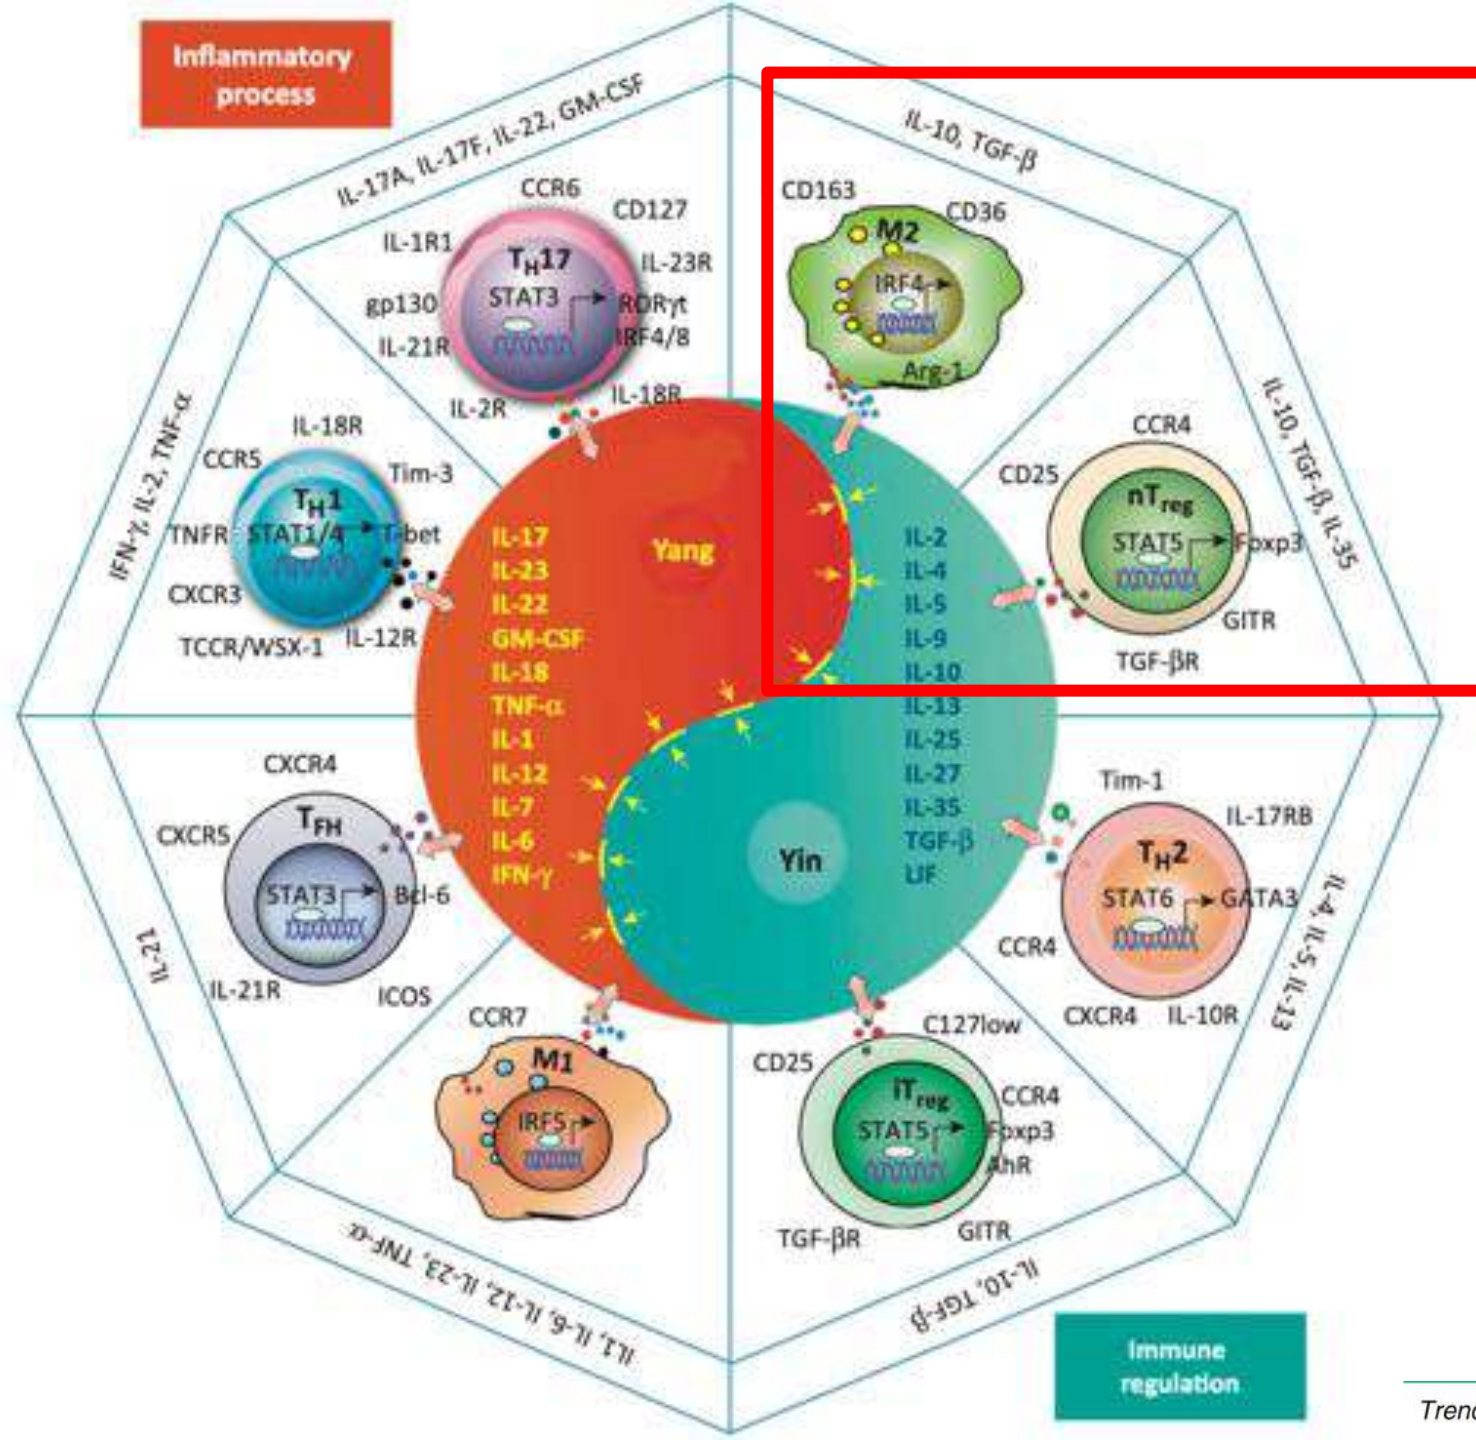 Inflammatory
process
IL-17A, IL-17F, IL-22, GM-CSF
CCR6
CD127
IL-1R1
TH17
IL-23R
STAT3
gp130
RORγt
IRF4/8
IL-21R
IL-2R
IL-18R
IL-10, TGF-β
CD163
CD36
M2
IRF4
Arg-1
IFN-γ, IL-2, TNF-α
IL-18R
CCR5
Tim-3
TH1
TNFR
STAT1/4
T-bet
CXCR3
IL-12R
TCCR/WSX-1
IL-10, TGF-β, IL-35
CCR4
CD25
nTreg
STAT5
Foxp3
GITR
TGF-βR
Yang
IL-17
IL-23
IL-22
GM-CSF
IL-18
TNF-α
IL-1
IL-12
IL-7
IL-6
IFN-γ
IL-2
IL-4
IL-5
IL-9
IL-10
IL-13
IL-25
IL-27
IL-35
TGF-β
LIF
Yin
CXCR4
CXCR5
TFH
STAT3
Bcl-6
IL-21R
ICOS
IL-21
Tim-1
IL-17RB
TH2
STAT6
GATA3
CCR4
CXCR4
IL-10R
IL-4, IL-5, IL-13
CCR7
M1
IRF5
IL1, IL-6, IL-12, IL-23, TNF-α
C127low
CD25
iTreg
CCR4
STAT5
Foxp3
AhR
TGF-βR
GITR
IL-10, TGF-β
Immune
regulation